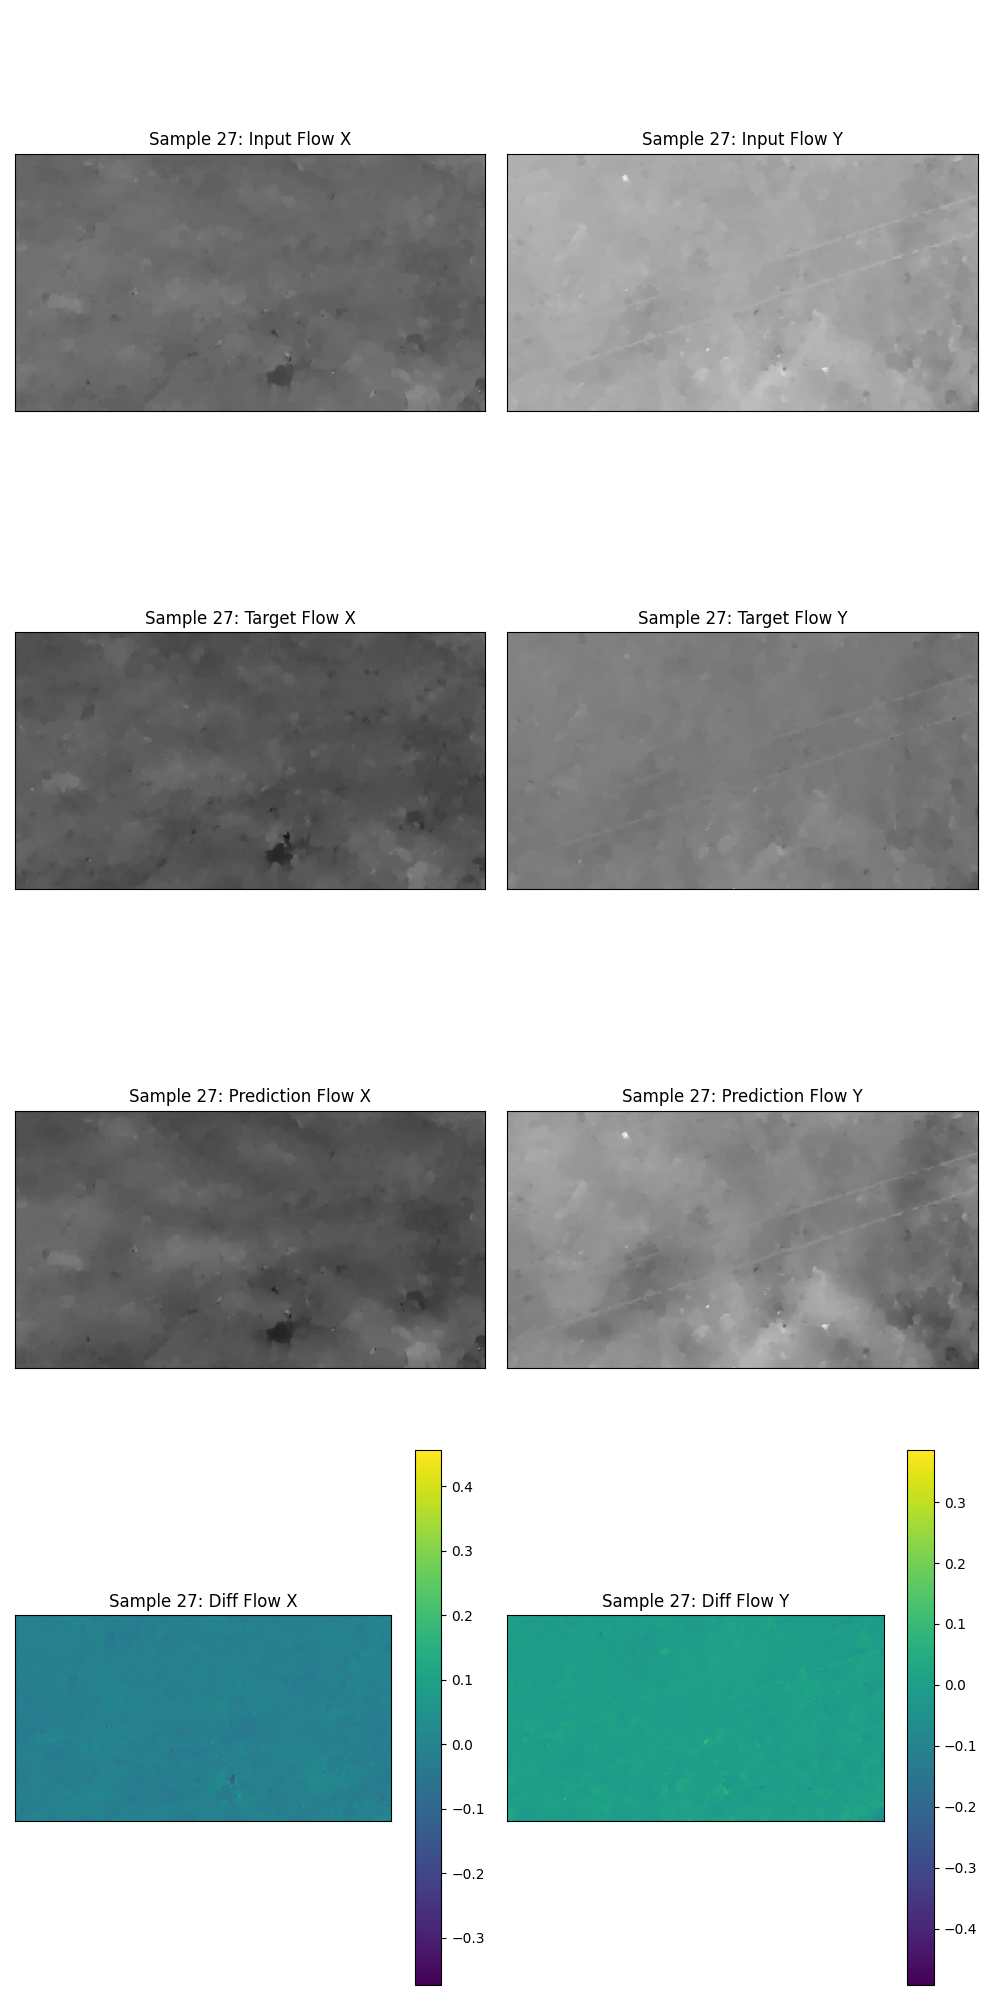 Sample 27: Input Flow X
Sample 27: Input Flow Y
Sample 27: Target Flow X
Sample 27: Target Flow Y
Sample 27: Prediction Flow X
Sample 27: Prediction Flow Y
Sample 27: Diff Flow X
0.4
0.3
0.2
0.1
0.0
−0.1
−0.2
−0.3
Sample 27: Diff Flow Y
0.3
0.2
0.1
0.0
−0.1
−0.2
−0.3
−0.4